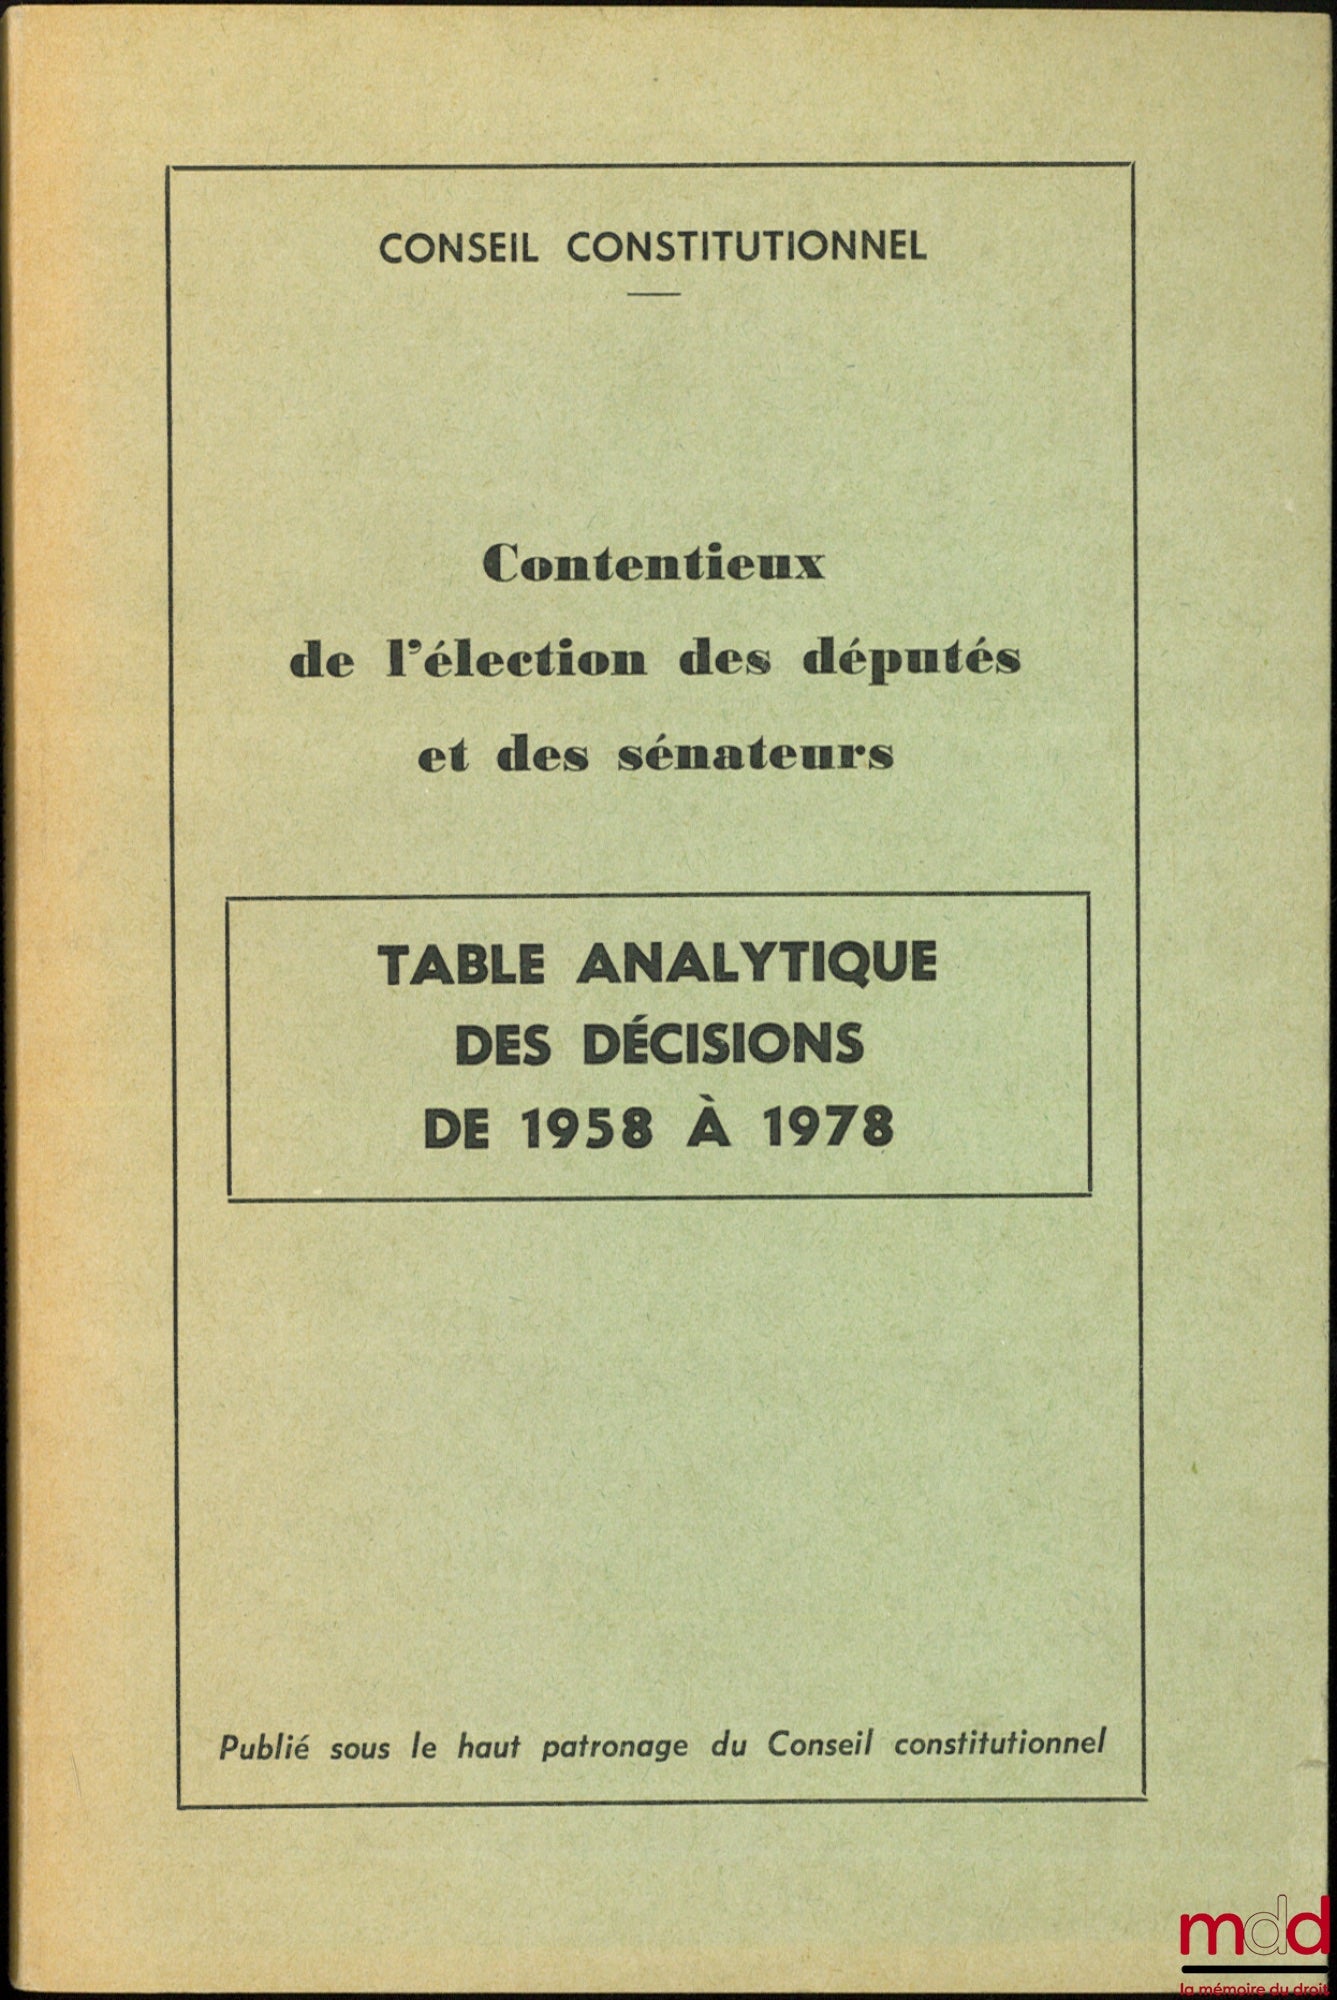 CONSEIL CONSTITUTIONNEL
Contentieux
de l'élection des députés
et des sénateurs
TABLE ANALYTIQUE
DES DÉCISIONS
DE 1958 À 1978
Publié sous le haut patronage du Conseil constitutionnel
mdd
la mémoire du droit